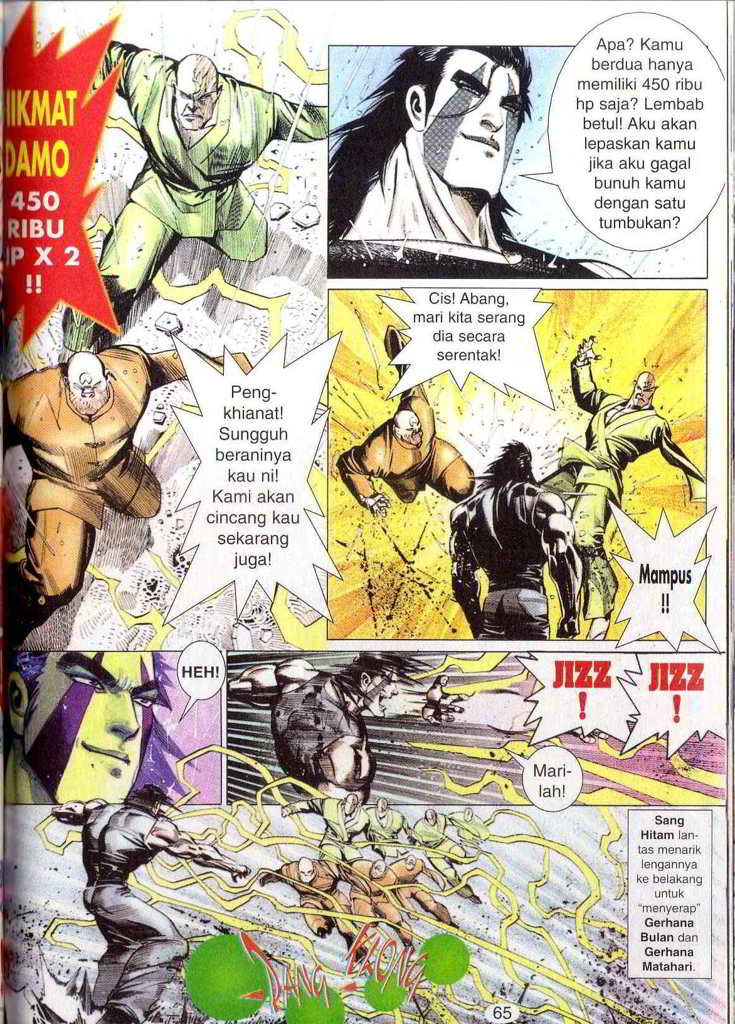 HIKMAT
DAMO
450
RIBU
HP X 2
!!
Apa? Kamu
berdua hanya
memiliki 450 ribu
hp saja? Lembab
betul! Aku akan
lepaskan kamu
jika aku gagal
bunuh kamu
dengan satu
tumbukan?
Peng-
khianat!
Sungguh
beraninya
kau ni!
Kami akan
cincang kau
sekarang
juga!
Cis! Abang,
mari kita serang
dia secara
serentak!
Mampus
!!
HEH!
JIZZ
!
JIZZ
!
Mari-
lah!
Sang
Hitam lan-
tas menarik
lengannya
ke belakang
untuk
"menyerap"
Gerhana
Bulan dan
Gerhana
Matahari.
DANG
KLONG
65